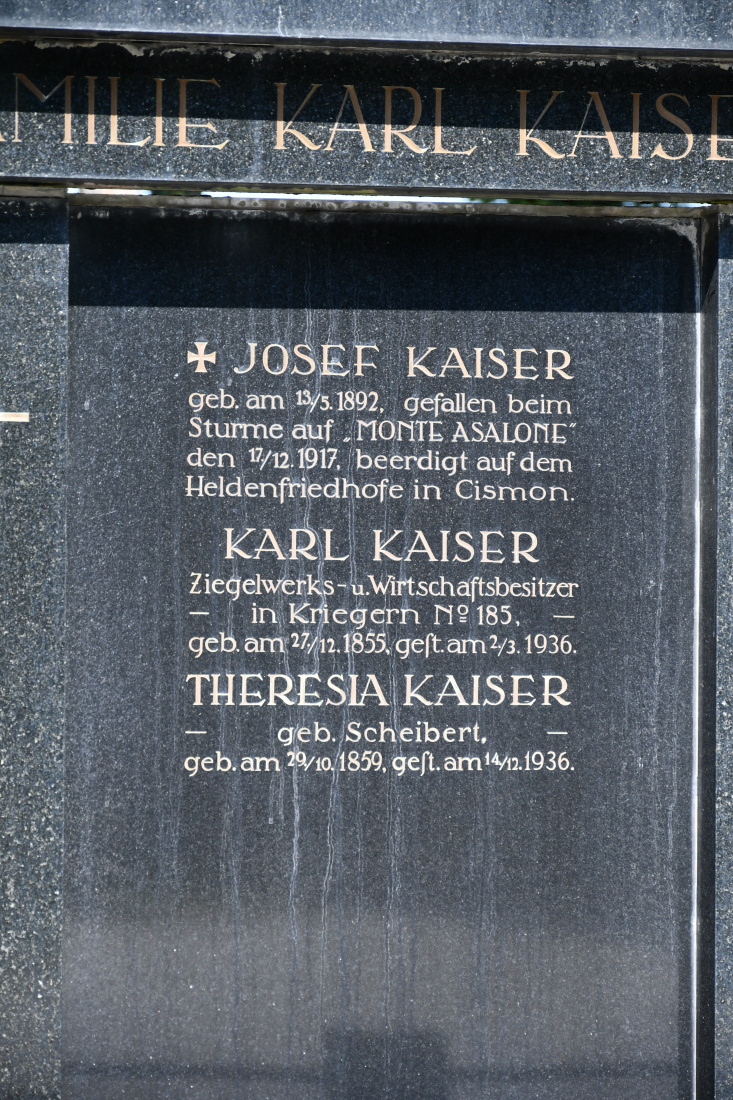 AMILIE KARL KAISE
✠ JOSEF KAISER
geb. am 13./5. 1892, gefallen beim
Sturme auf „MONTE ASALONE“
den 17/12. 1917, beerdigt auf dem
Heldenfriedhofe in Cismon.
KARL KAISER
Ziegelwerks- u. Wirtschaftsbesitzer
— in Kriegern No 185, —
geb. am 27./12. 1855, geſt. am 2/3. 1936.
THERESIA KAISER
— geb. Scheibert, —
geb. am 29/10. 1859, geſt. am 14/12. 1936.